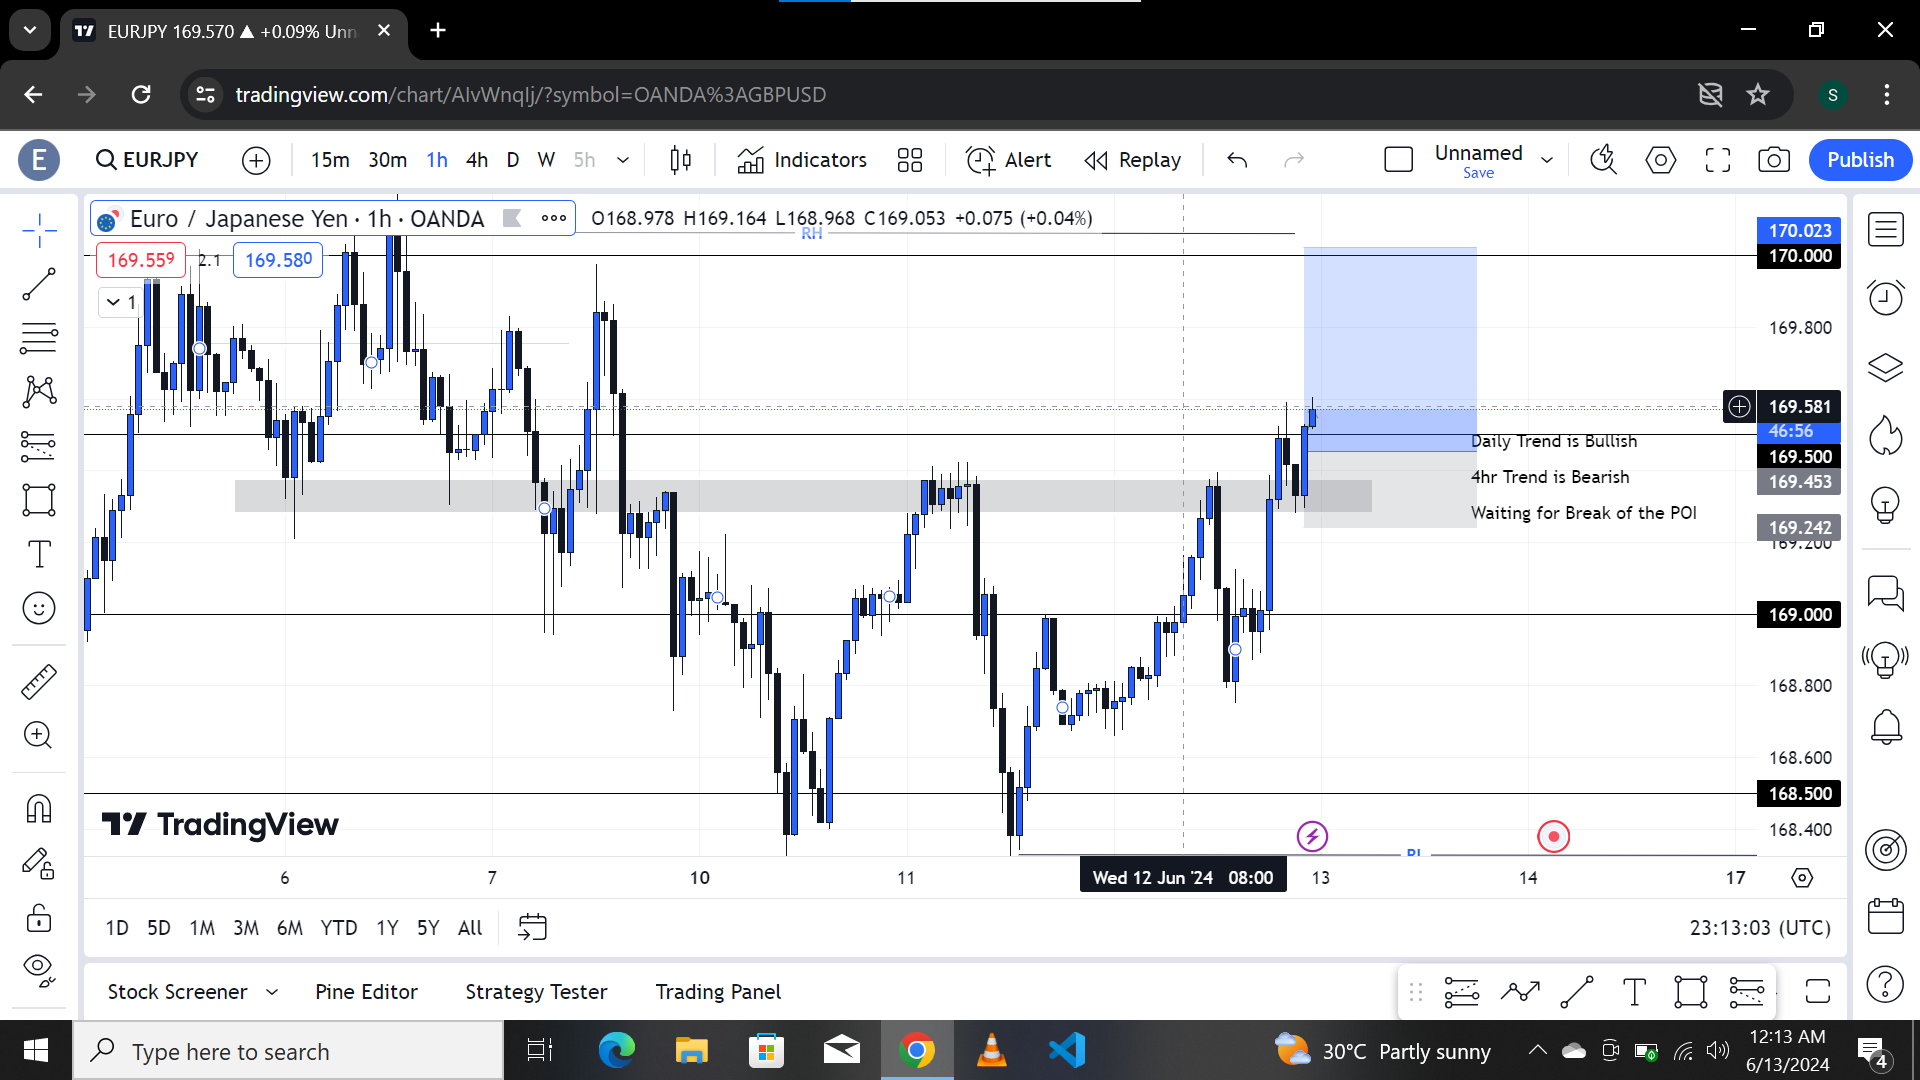 EURJPY 169.570 ▲ +0.09% Unn
tradingview.com/chart/AIvWnqIj/?symbol=OANDA%3AGBPUSD
S
E
EURJPY
15m 30m 1h 4h D W 5h
Indicators
Alert
Replay
Unnamed
Save
Publish
Euro / Japanese Yen · 1h · OANDA
O168.978 H169.164 L168.968 C169.053 +0.075 (+0.04%)
RH
169.559
2.1
169.580
1
170.023
170.000
169.800
169.581
46:56
169.500
169.453
169.242
169.200
169.000
168.800
168.600
168.500
168.400
Daily Trend is Bullish
4hr Trend is Bearish
Waiting for Break of the POI
TradingView
RL
6 7 10 11 Wed 12 Jun '24 08:00 13 14 17
1D 5D 1M 3M 6M YTD 1Y 5Y All
23:13:03 (UTC)
Stock Screener
Pine Editor
Strategy Tester
Trading Panel
Type here to search
30°C Partly sunny
12:13 AM
6/13/2024
4